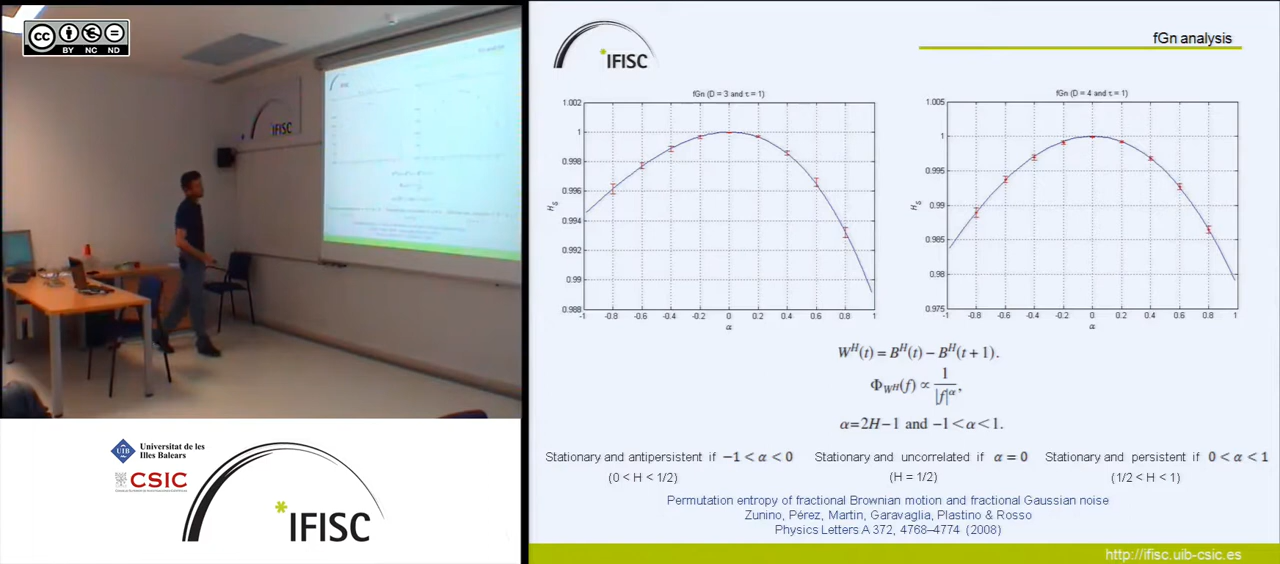 cc
BY NC ND
IFISC
Universitat de les
Illes Balears
UIB
CSIC
*IFISC
*IFISC
fGn analysis
fGn (D = 3 and τ = 1)
1.002
1
0.998
0.996
0.994
0.992
0.99
0.988
H_S
-1 -0.8 -0.6 -0.4 -0.2 0 0.2 0.4 0.6 0.8 1
α
fGn (D = 4 and τ = 1)
1.005
1
0.995
0.99
0.985
0.98
0.975
H_S
-1 -0.8 -0.6 -0.4 -0.2 0 0.2 0.4 0.6 0.8 1
α
W^H(t) = B^H(t) − B^H(t + 1).
Φ_{W^H}(f) ∝ 1/|f|^α,
α=2H−1 and −1<α<1.
Stationary and antipersistent if −1 < α < 0
(0 < H < 1/2)
Stationary and uncorrelated if α = 0
(H = 1/2)
Stationary and persistent if 0 < α < 1
(1/2 < H < 1)
Permutation entropy of fractional Brownian motion and fractional Gaussian noise
Zunino, Pérez, Martin, Garavaglia, Plastino & Rosso
Physics Letters A 372, 4768–4774 (2008)
http://ifisc.uib-csic.es